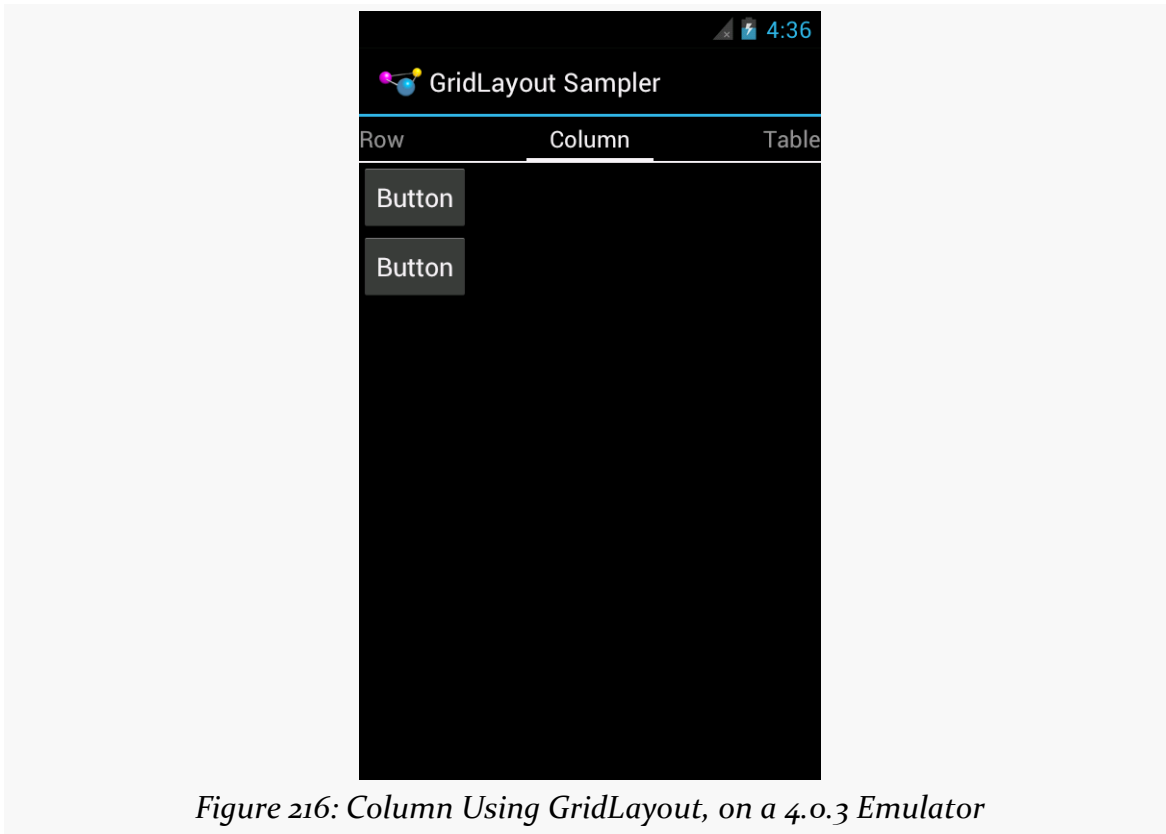 4:36
GridLayout Sampler
Row Column Table
Button
Button
Figure 216: Column Using GridLayout, on a 4.0.3 Emulator